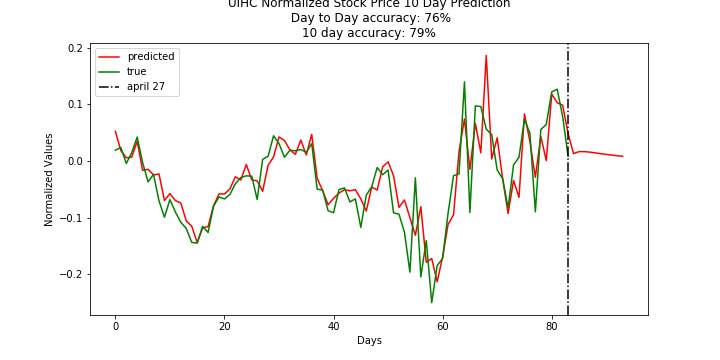 UIHC Normalized Stock Price 10 Day Prediction
Day to Day accuracy: 76%
10 day accuracy: 79%
predicted
true
april 27
Normalized Values
0.2
0.1
0.0
−0.1
−0.2
0 20 40 60 80
Days